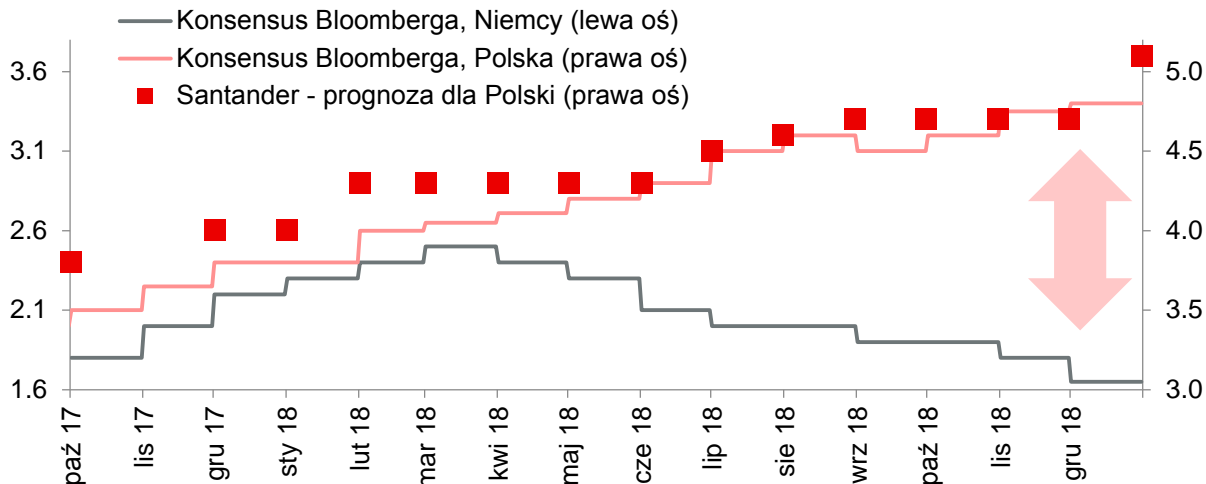 Konsensus Bloomberga, Niemcy (lewa oś)
Konsensus Bloomberga, Polska (prawa oś)
Santander - prognoza dla Polski (prawa oś)
3.6
3.1
2.6
2.1
1.6
5.0
4.5
4.0
3.5
3.0
paź 17
lis 17
gru 17
sty 18
lut 18
mar 18
kwi 18
maj 18
cze 18
lip 18
sie 18
wrz 18
paź 18
lis 18
gru 18